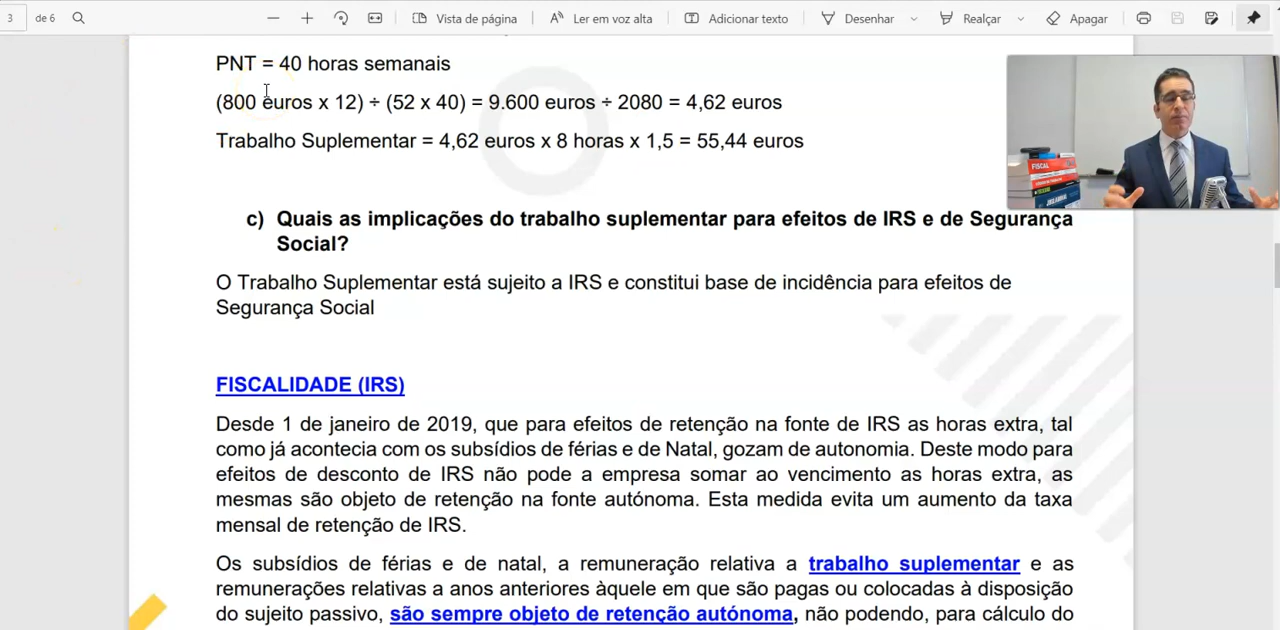 3 de 6 Vista de página Ler em voz alta Adicionar texto Desenhar Realçar Apagar
PNT = 40 horas semanais
(800 euros x 12) ÷ (52 x 40) = 9.600 euros ÷ 2080 = 4,62 euros
Trabalho Suplementar = 4,62 euros x 8 horas x 1,5 = 55,44 euros
FISCAL
c) Quais as implicações do trabalho suplementar para efeitos de IRS e de Segurança
Social?
O Trabalho Suplementar está sujeito a IRS e constitui base de incidência para efeitos de
Segurança Social
FISCALIDADE (IRS)
Desde 1 de janeiro de 2019, que para efeitos de retenção na fonte de IRS as horas extra, tal
como já acontecia com os subsídios de férias e de Natal, gozam de autonomia. Deste modo para
efeitos de desconto de IRS não pode a empresa somar ao vencimento as horas extra, as
mesmas são objeto de retenção na fonte autónoma. Esta medida evita um aumento da taxa
mensal de retenção de IRS.
Os subsídios de férias e de natal, a remuneração relativa a trabalho suplementar e as
remunerações relativas a anos anteriores àquele em que são pagas ou colocadas à disposição
do sujeito passivo, são sempre objeto de retenção autónoma, não podendo, para cálculo do